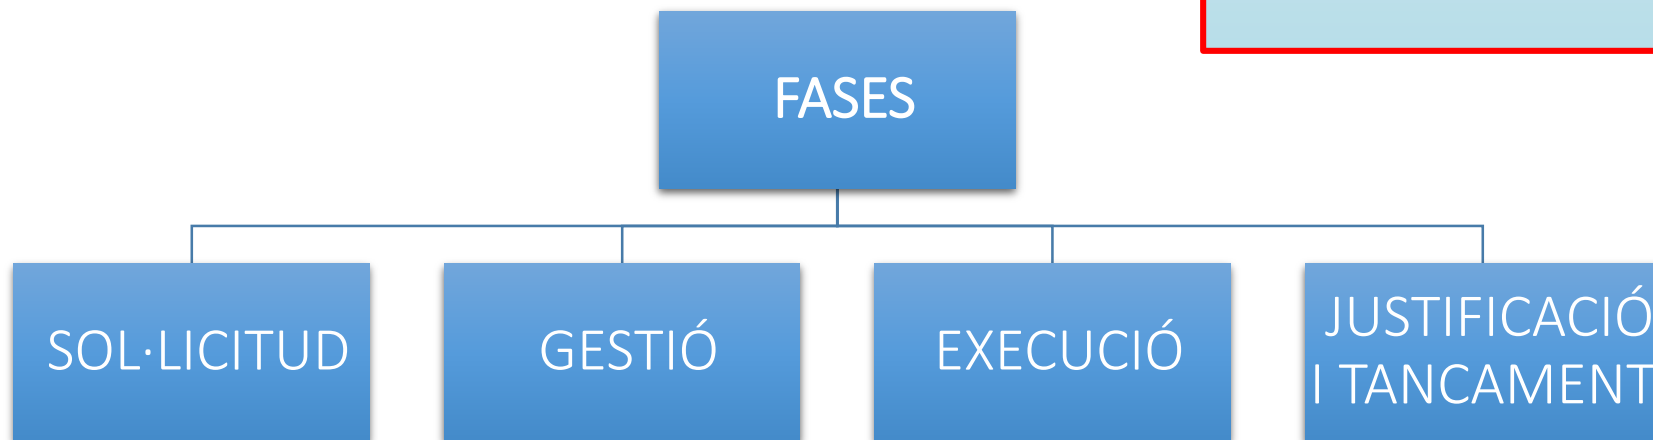 FASES
SOL·LICITUD
GESTIÓ
EXECUCIÓ
JUSTIFICACIÓ
I TANCAMENT